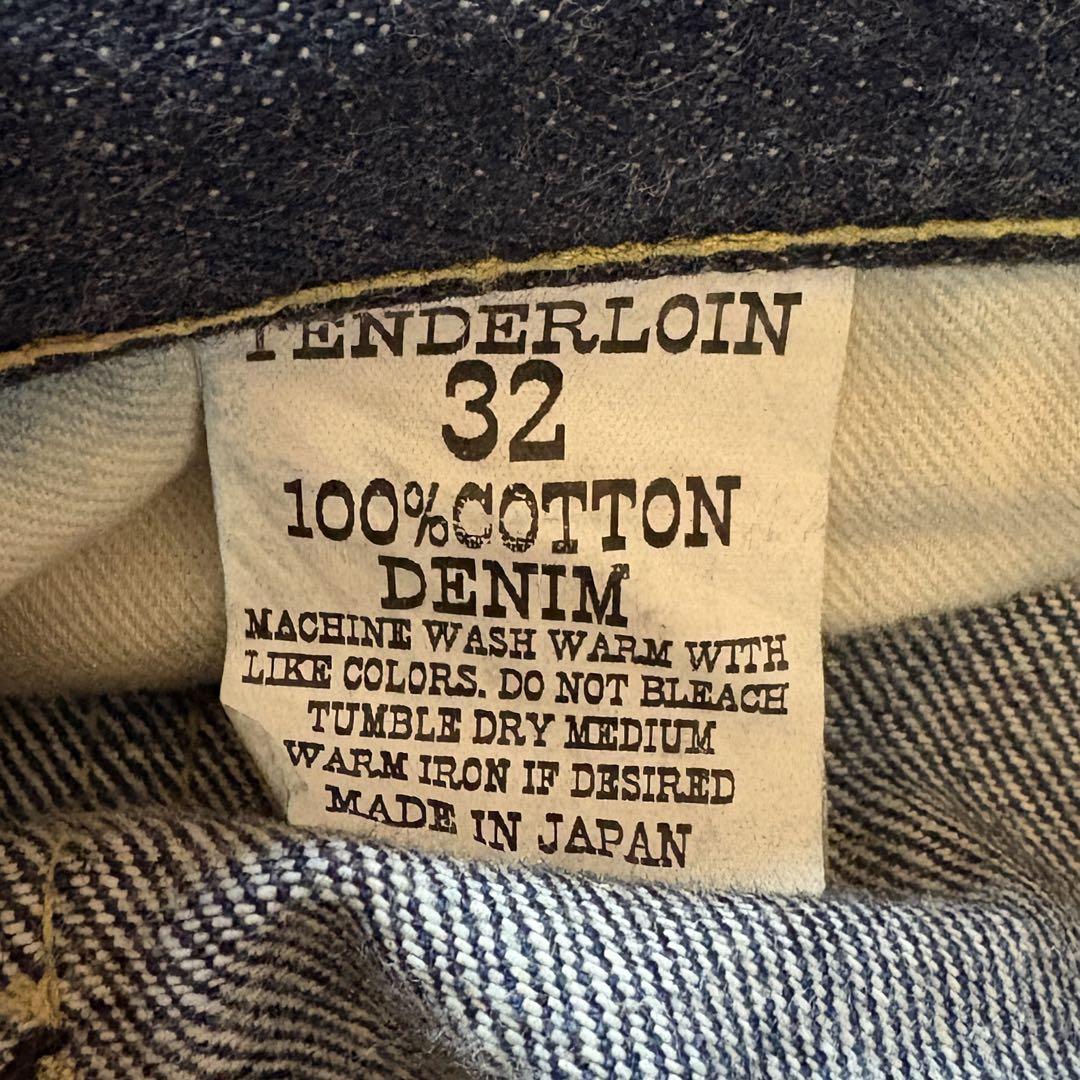 TENDERLOIN
32
100%COTTON
DENIM
MACHINE WASH WARM WITH
LIKE COLORS. DO NOT BLEACH
TUMBLE DRY MEDIUM
WARM IRON IF DESIRED
MADE IN JAPAN